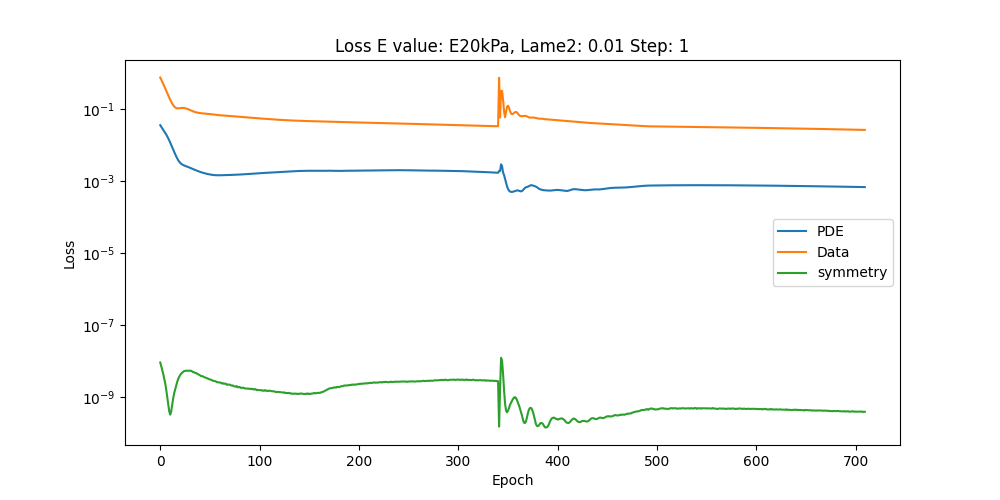 Loss E value: E20kPa, Lame2: 0.01 Step: 1
10⁻¹
10⁻³
10⁻⁵
10⁻⁷
10⁻⁹
Loss
PDE
Data
symmetry
0 100 200 300 400 500 600 700
Epoch